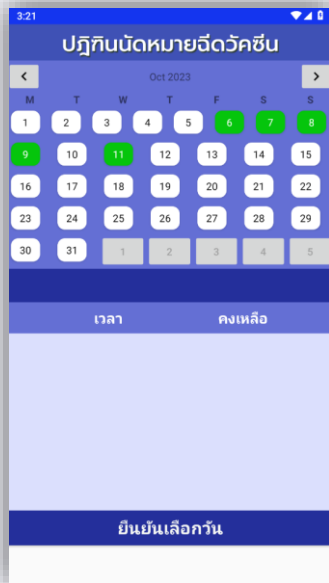 3:21
ปฎิทินนัดหมายฉีดวัคซีน
< Oct 2023 >
M T W T F S S
1 2 3 4 5 6 7 8
9 10 11 12 13 14 15
16 17 18 19 20 21 22
23 24 25 26 27 28 29
30 31 1 2 3 4 5
เวลา คงเหลือ
ยืนยันเลือกวัน